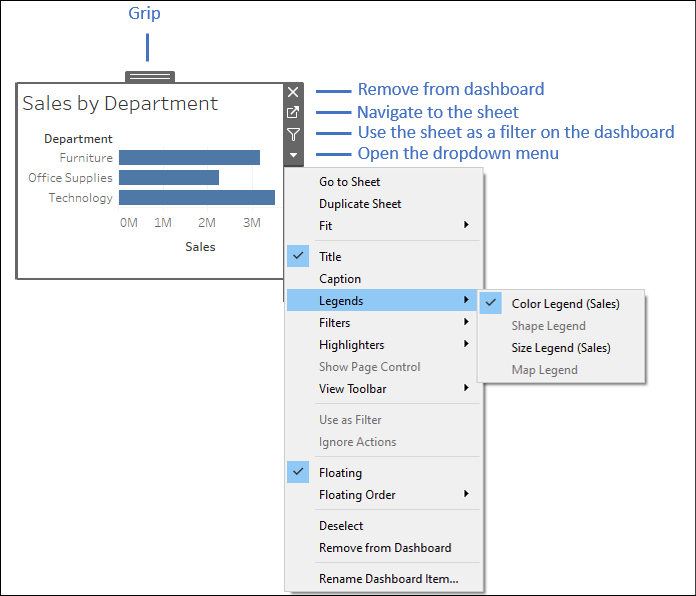 Grip
Sales by Department
Remove from dashboard
Navigate to the sheet
Use the sheet as a filter on the dashboard
Open the dropdown menu
Department
Furniture
Office Supplies
Technology
0M 1M 2M 3M
Sales
Go to Sheet
Duplicate Sheet
Fit
Title
Caption
Legends
Filters
Highlighters
Show Page Control
View Toolbar
Use as Filter
Ignore Actions
Floating
Floating Order
Deselect
Remove from Dashboard
Rename Dashboard Item...
Color Legend (Sales)
Shape Legend
Size Legend (Sales)
Map Legend